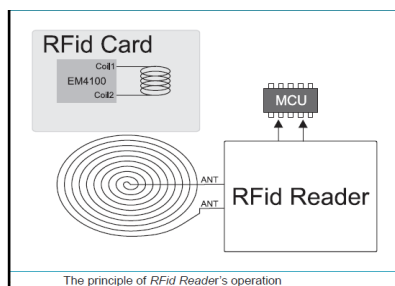 RFid Card
Coil1
EM4100
Coil2
MCU
ANT
RFid Reader
ANT
The principle of RFid Reader's operation